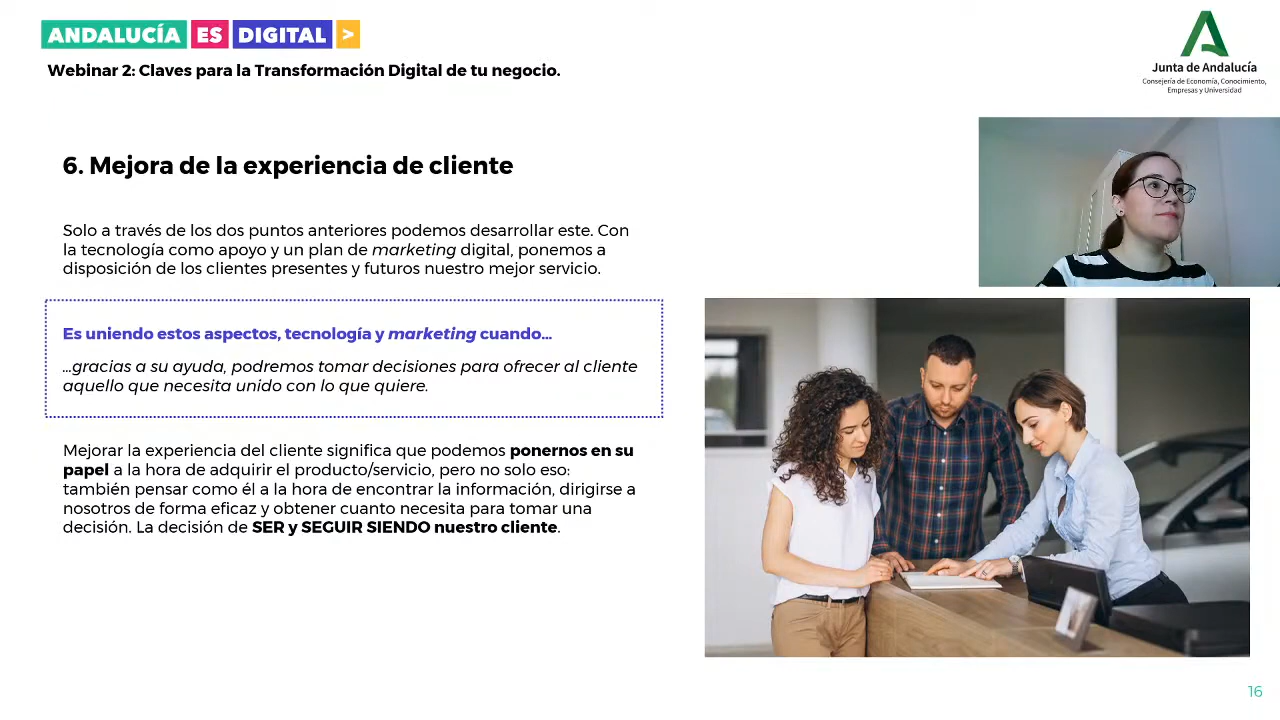 ANDALUCÍA ES DIGITAL >
Webinar 2: Claves para la Transformación Digital de tu negocio.
Junta de Andalucía
Consejería de Economía, Conocimiento,
Empresas y Universidad
6. Mejora de la experiencia de cliente
Solo a través de los dos puntos anteriores podemos desarrollar este. Con
la tecnología como apoyo y un plan de marketing digital, ponemos a
disposición de los clientes presentes y futuros nuestro mejor servicio.
Es uniendo estos aspectos, tecnología y marketing cuando...
...gracias a su ayuda, podremos tomar decisiones para ofrecer al cliente
aquello que necesita unido con lo que quiere.
Mejorar la experiencia del cliente significa que podemos ponernos en su
papel a la hora de adquirir el producto/servicio, pero no solo eso:
también pensar como él a la hora de encontrar la información, dirigirse a
nosotros de forma eficaz y obtener cuanto necesita para tomar una
decisión. La decisión de SER y SEGUIR SIENDO nuestro cliente.
16